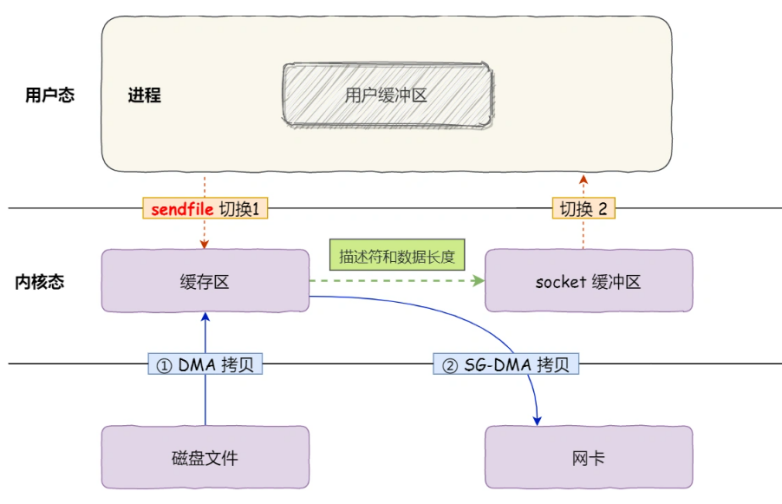 用户态
进程
用户缓冲区
sendfile 切换1
切换 2
内核态
缓存区
描述符和数据长度
socket 缓冲区
① DMA 拷贝
② SG-DMA 拷贝
磁盘文件
网卡